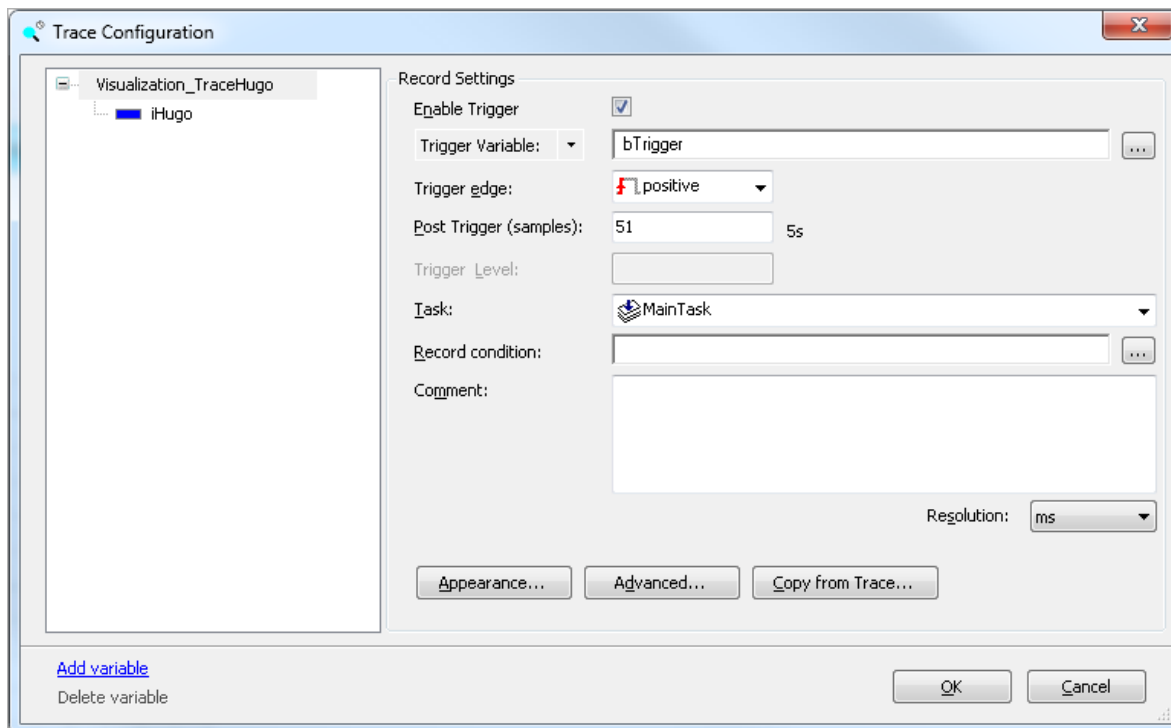 Trace Configuration
Visualization_TraceHugo
iHugo
Record Settings
Enable Trigger
Trigger Variable:
bTrigger
...
Trigger edge:
positive
Post Trigger (samples):
51
5s
Trigger Level:
Task:
MainTask
Record condition:
...
Comment:
Resolution:
ms
Appearance...
Advanced...
Copy from Trace...
Add variable
Delete variable
OK
Cancel